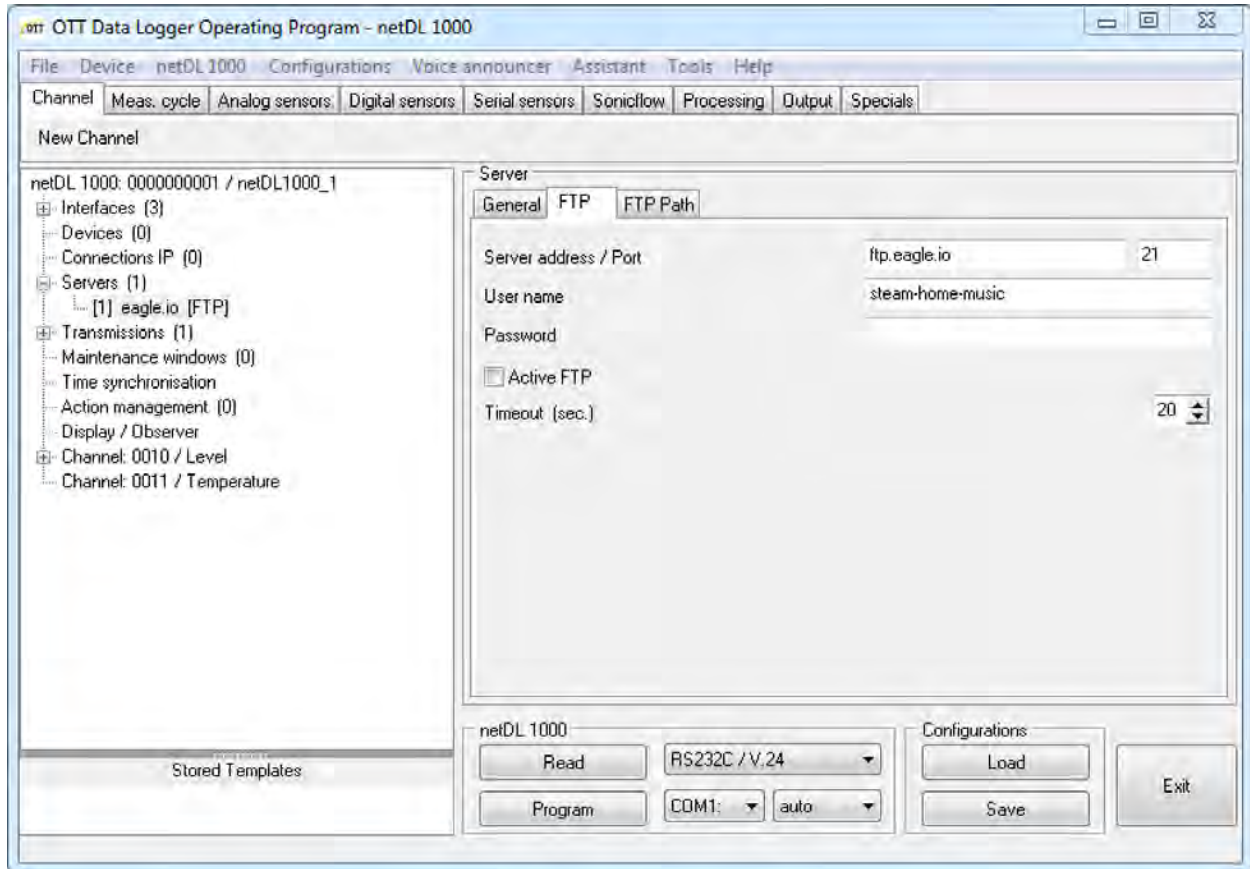 OTT OTT Data Logger Operating Program - netDL 1000
File Device netDL 1000 Configurations Voice announcer Assistant Tools Help
Channel Meas. cycle Analog sensors Digital sensors Serial sensors Sonicflow Processing Output Specials
New Channel
netDL 1000: 0000000001 / netDL1000_1
Interfaces (3)
Devices (0)
Connections IP (0)
Servers (1)
[1] eagle.io [FTP]
Transmissions (1)
Maintenance windows (0)
Time synchronisation
Action management (0)
Display / Observer
Channel: 0010 / Level
Channel: 0011 / Temperature
Stored Templates
Server
General FTP FTP Path
Server address / Port ftp.eagle.io 21
User name steam-home-music
Password
Active FTP
Timeout (sec.) 20
netDL 1000
Read RS232C / V.24
Program COM1: auto
Configurations
Load
Save
Exit